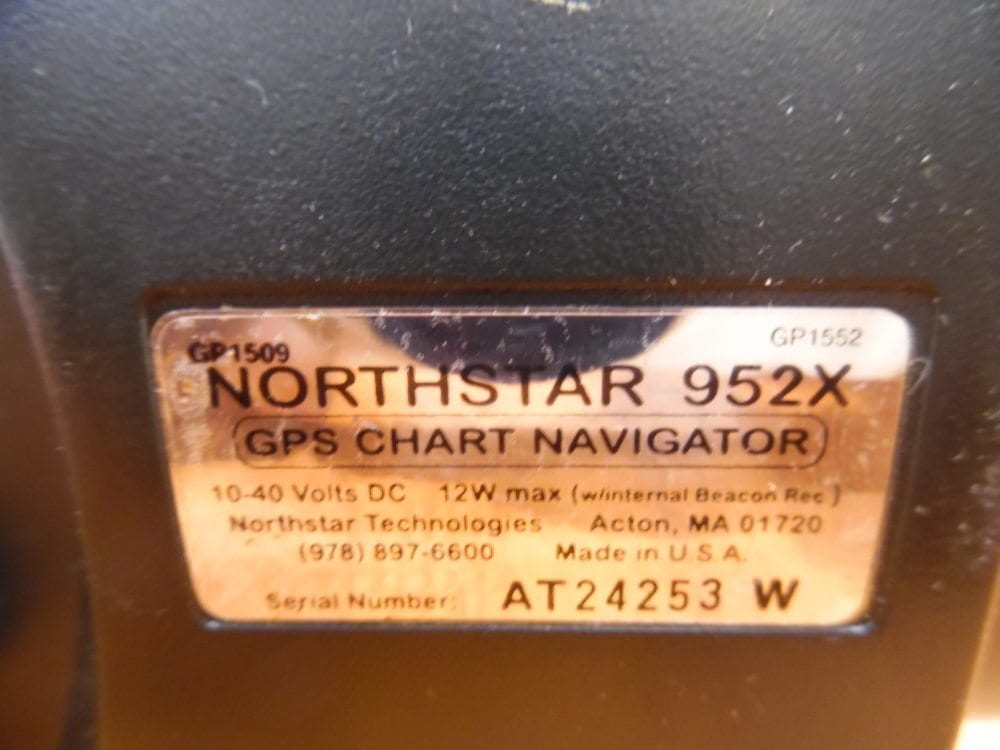 GP1552
GP1509
NORTHSTAR 952X
GPS CHART NAVIGATOR
10-40 Volts DC 12W max (w/internal Beacon Rec)
Northstar Technologies Acton, MA 01720
(978) 897-6600 Made in U.S.A.
Serial Number: AT24253 W